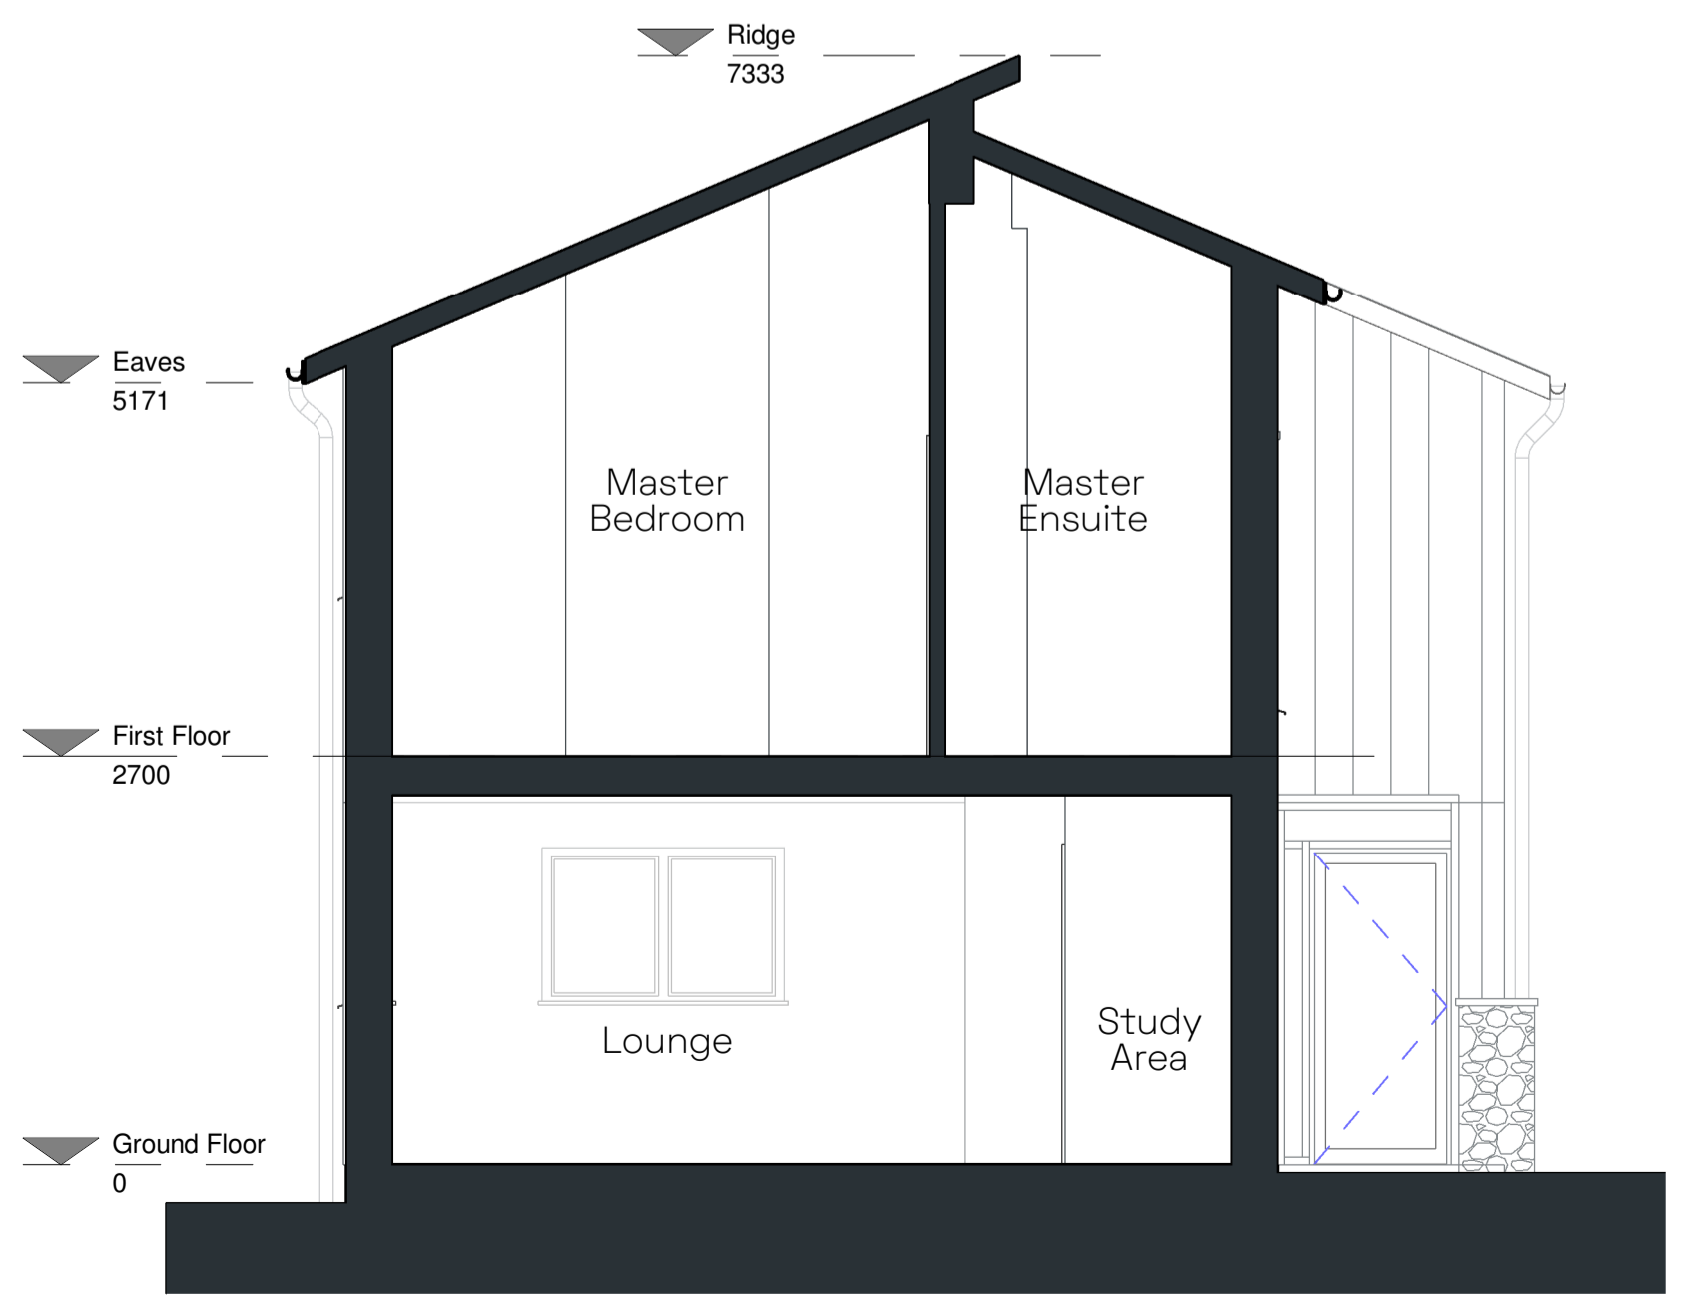 Ridge
7333
Eaves
5171
Master
Bedroom
Master
Ensuite
First Floor
2700
Lounge
Study
Area
Ground Floor
0